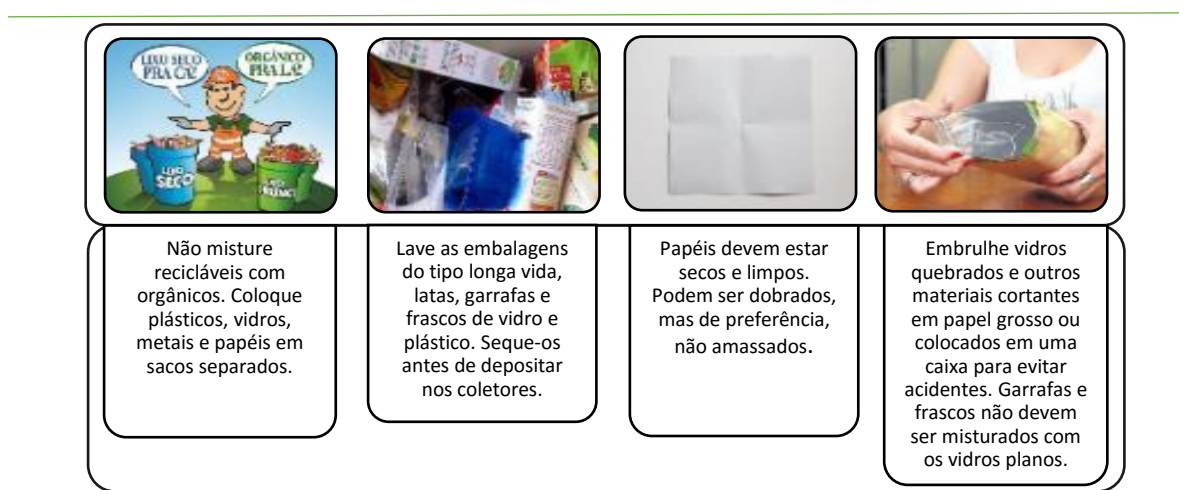 LIXO SECO
PRA CÁ!
ORGÂNICO
PRA LÁ!
LIXO
SECO
LIXO
Não misture
recicláveis com
orgânicos. Coloque
plásticos, vidros,
metais e papéis em
sacos separados.
Lave as embalagens
do tipo longa vida,
latas, garrafas e
frascos de vidro e
plástico. Seque-os
antes de depositar
nos coletores.
Papéis devem estar
secos e limpos.
Podem ser dobrados,
mas de preferência,
não amassados.
Embrulhe vidros
quebrados e outros
materiais cortantes
em papel grosso ou
colocados em uma
caixa para evitar
acidentes. Garrafas e
frascos não devem
ser misturados com
os vidros planos.